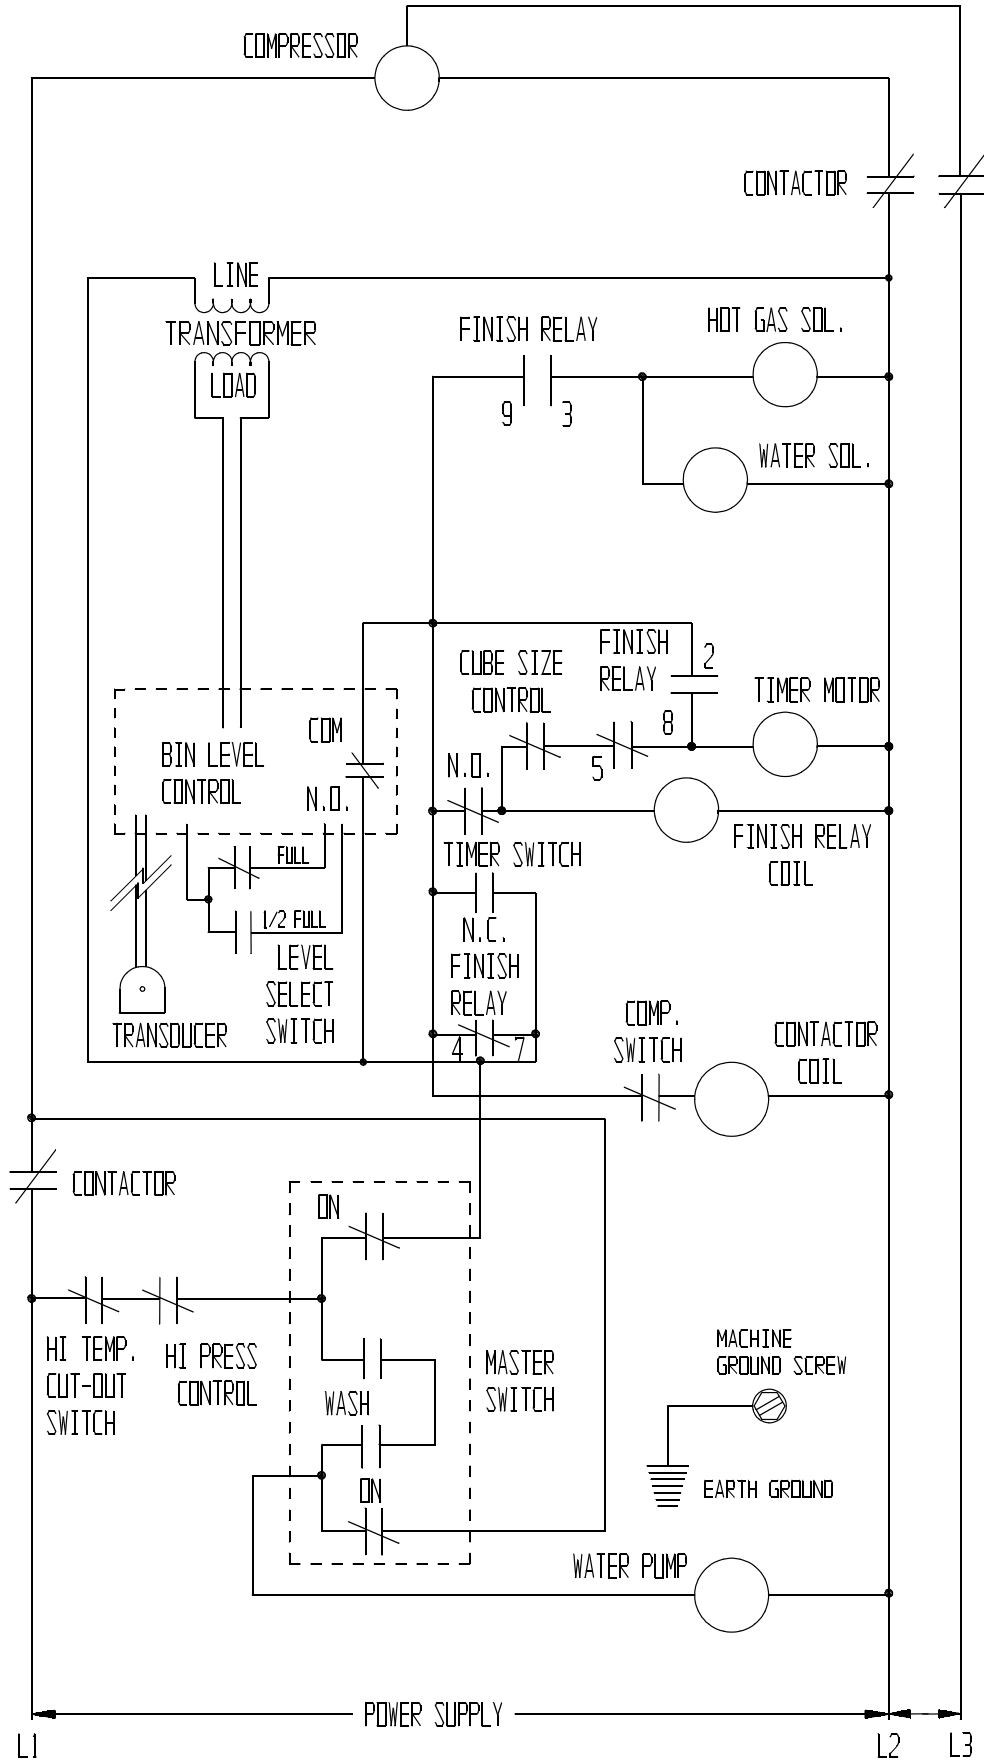 COMPRESSOR
CONTACTOR
LINE
TRANSFORMER
LOAD
FINISH RELAY
9
3
HOT GAS SOL.
WATER SOL.
FINISH
RELAY
2
8
CUBE SIZE
CONTROL
TIMER MOTOR
5
N.O.
COM
BIN LEVEL
CONTROL
N.O.
TIMER SWITCH
FINISH RELAY
COIL
FULL
1/2 FULL
LEVEL
SELECT
SWITCH
TRANSDUCER
N.C.
FINISH
RELAY
4
7
COMP.
SWITCH
CONTACTOR
COIL
CONTACTOR
ON
HI TEMP.
CUT-OUT
SWITCH
HI PRESS
CONTROL
WASH
MASTER
SWITCH
ON
MACHINE
GROUND SCREW
EARTH GROUND
WATER PUMP
POWER SUPPLY
L1
L2
L3